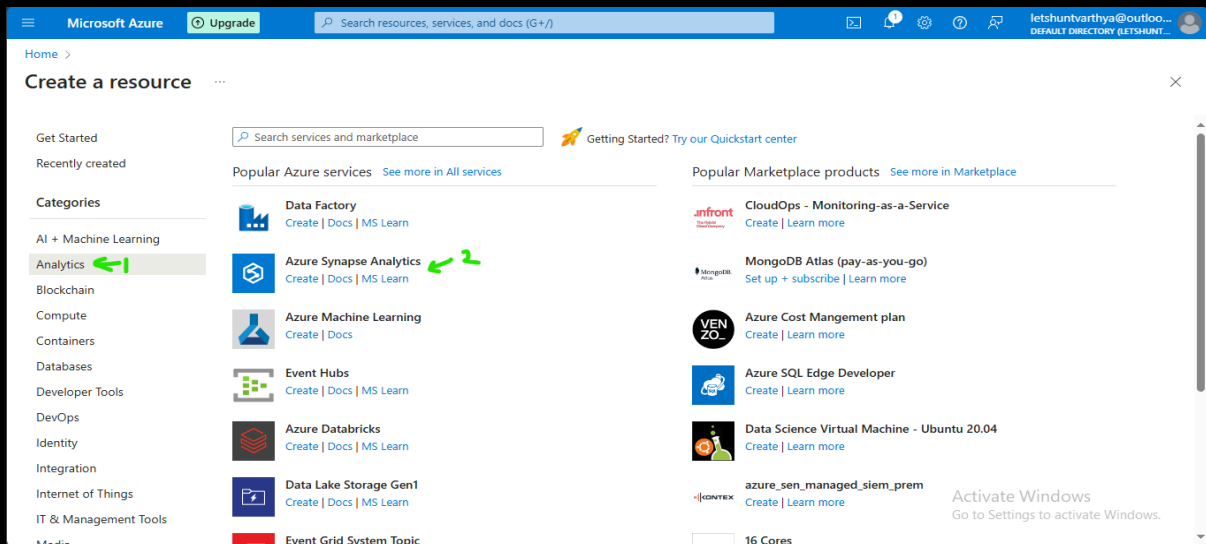 Microsoft Azure
Upgrade
Search resources, services, and docs (G+/)
1
letshuntvarthya@outloo...
DEFAULT DIRECTORY (LETSHUNT...
Home >
Create a resource ...
Get Started
Recently created
Categories
AI + Machine Learning
Analytics
1
Blockchain
Compute
Containers
Databases
Developer Tools
DevOps
Identity
Integration
Internet of Things
IT & Management Tools
Media
Search services and marketplace
Getting Started? Try our Quickstart center
Popular Azure services See more in All services
Data Factory
Create | Docs | MS Learn
Azure Synapse Analytics
2
Create | Docs | MS Learn
Azure Machine Learning
Create | Docs
Event Hubs
Create | Docs | MS Learn
Azure Databricks
Create | Docs | MS Learn
Data Lake Storage Gen1
Create | Docs | MS Learn
Event Grid System Topic
Popular Marketplace products See more in Marketplace
infront
CloudOps - Monitoring-as-a-Service
Create | Learn more
MongoDB.
Atlas
MongoDB Atlas (pay-as-you-go)
Set up + subscribe | Learn more
VEN
ZO_
Azure Cost Mangement plan
Create | Learn more
Azure SQL Edge Developer
Create | Learn more
Data Science Virtual Machine - Ubuntu 20.04
Create | Learn more
KONTEX
azure_sen_managed_siem_prem
Create | Learn more
16 Cores
Activate Windows
Go to Settings to activate Windows.